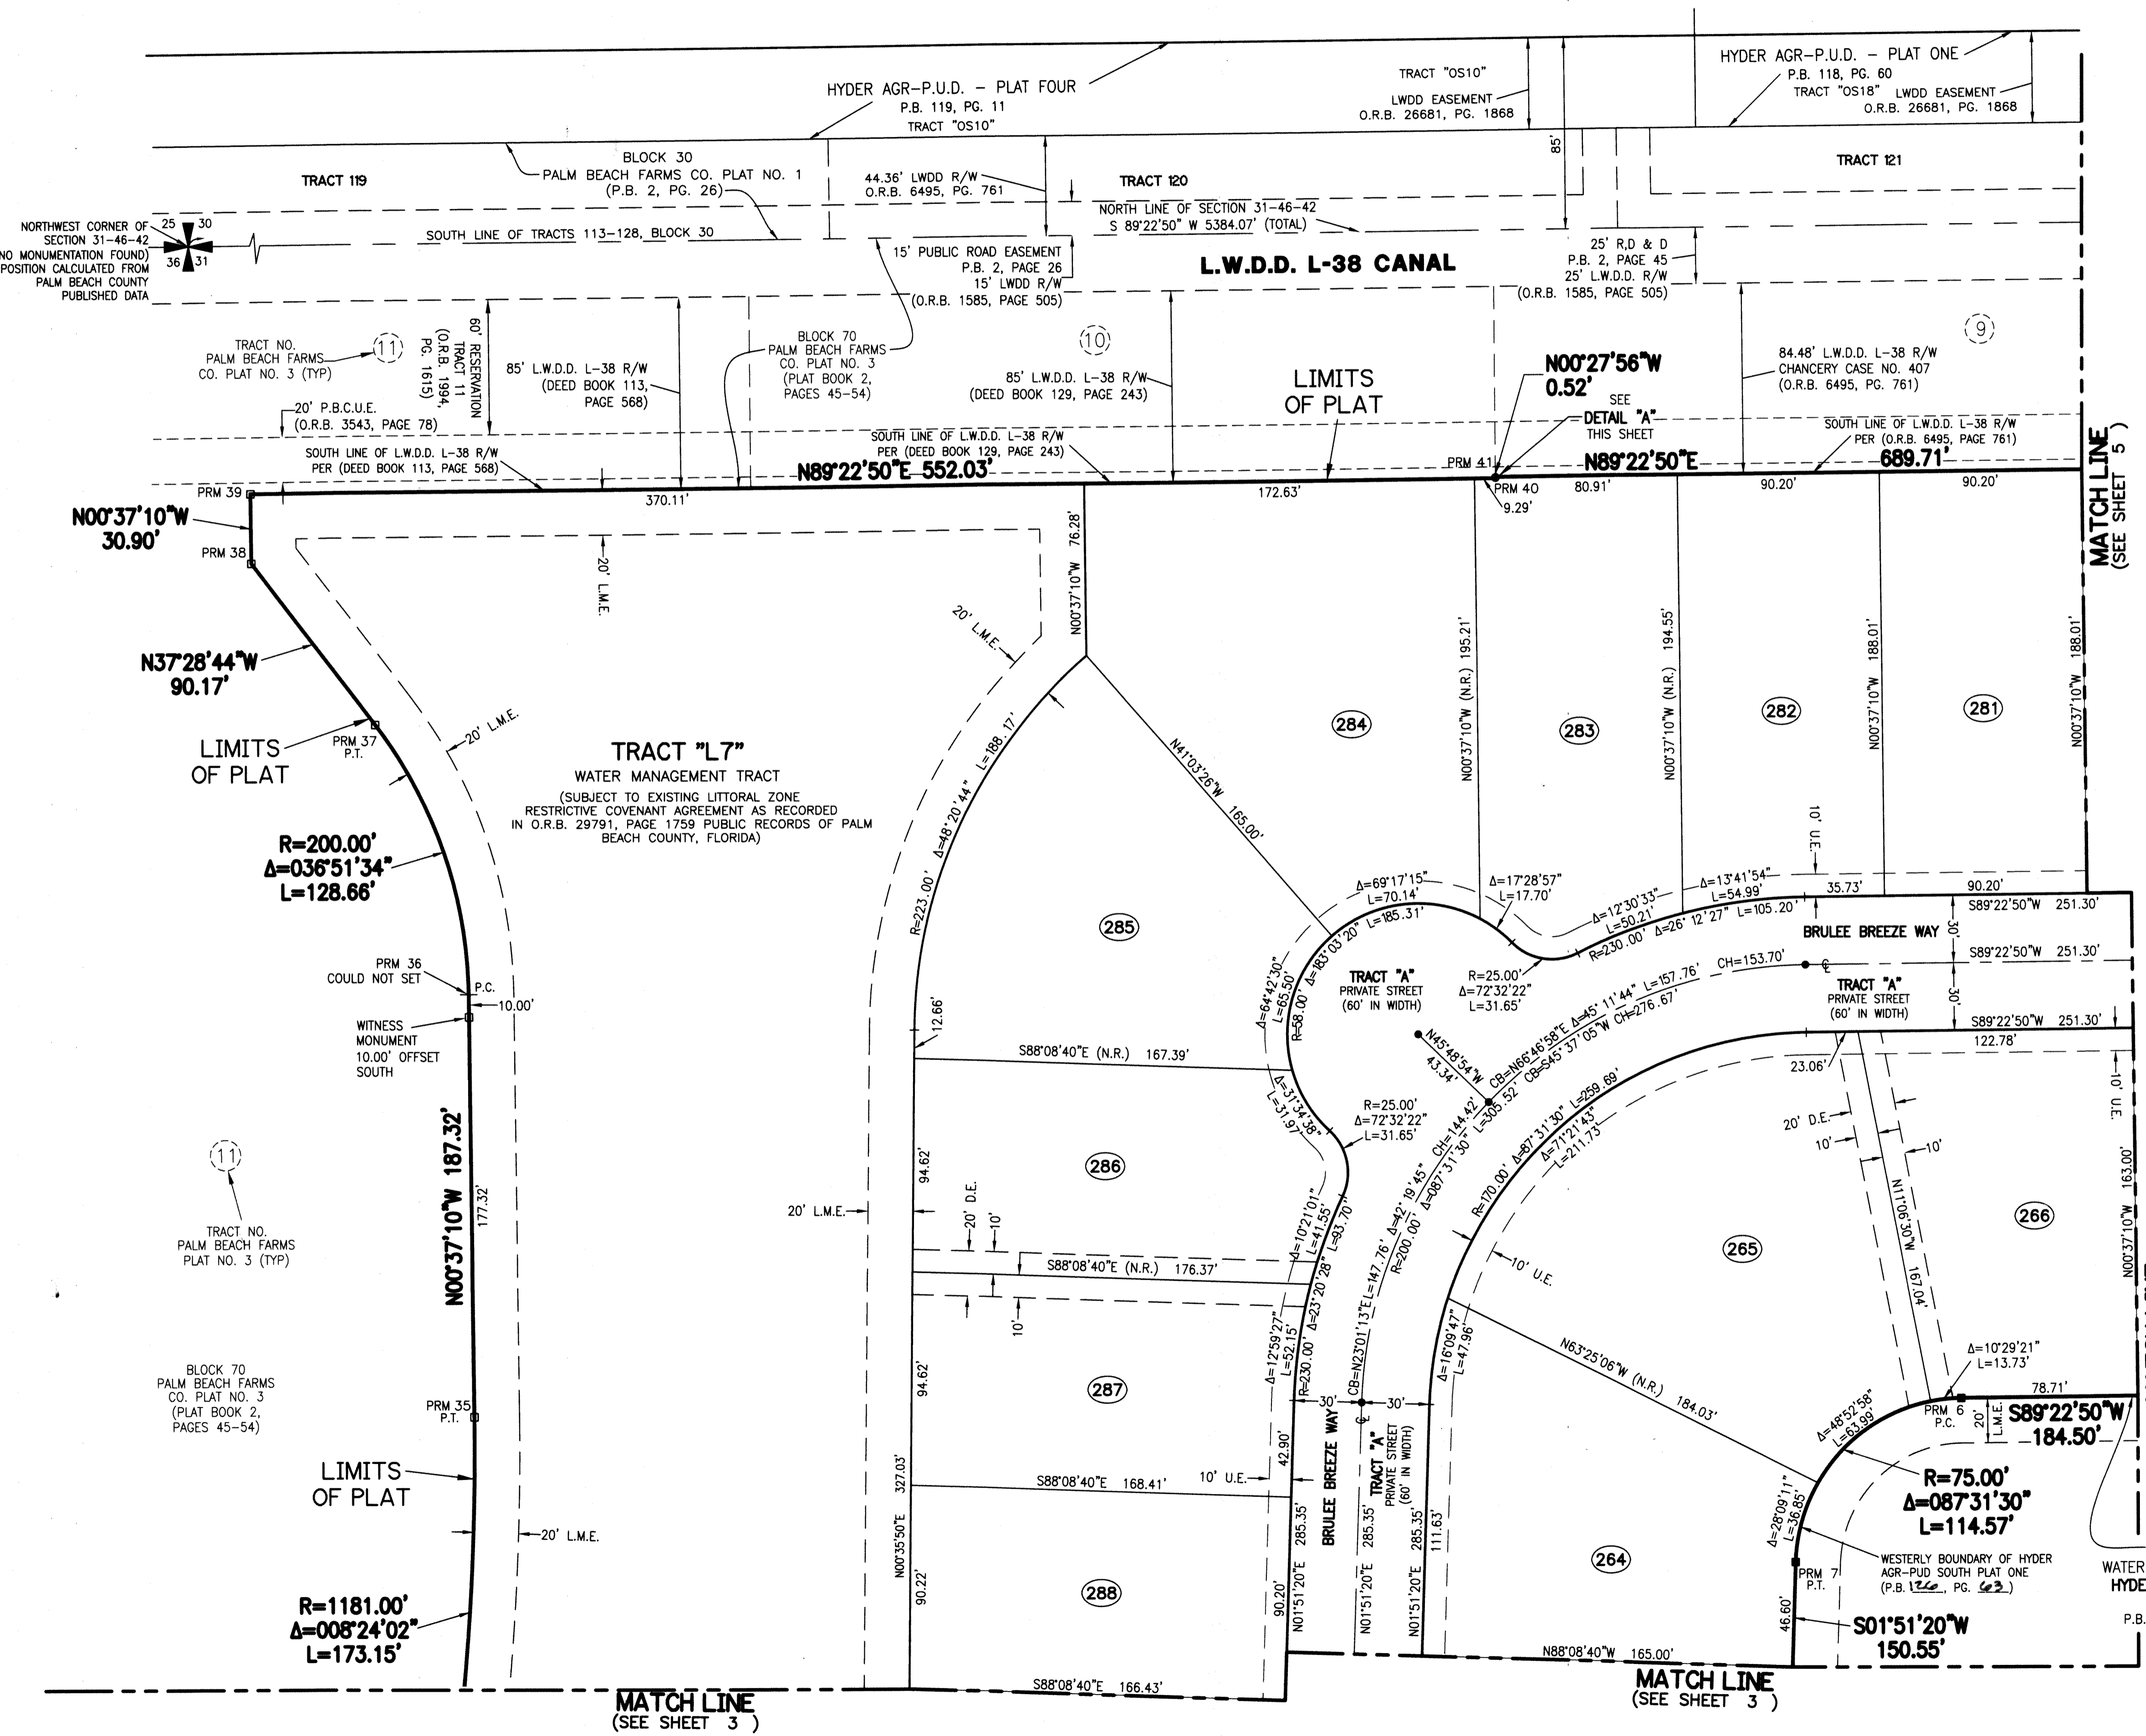 HYDER AGR-P.U.D. - PLAT FOUR
P.B. 119, PG. 11
TRACT "OS10"
TRACT "OS10"
LWDD EASEMENT
O.R.B. 26681, PG. 1868
HYDER AGR-P.U.D. - PLAT ONE
P.B. 118, PG. 60
TRACT "OS18"
LWDD EASEMENT
O.R.B. 26681, PG. 1868
85'
TRACT 119
BLOCK 30
PALM BEACH FARMS CO. PLAT NO. 1
(P.B. 2, PG. 26)
44.36' LWDD R/W
O.R.B. 6495, PG. 761
TRACT 120
TRACT 121
NORTHWEST CORNER OF
SECTION 31-46-42
NO MONUMENTATION FOUND)
POSITION CALCULATED FROM
PALM BEACH COUNTY
PUBLISHED DATA
25 30
36 31
SOUTH LINE OF TRACTS 113-128, BLOCK 30
NORTH LINE OF SECTION 31-46-42
S 89°22'50" W 5384.07' (TOTAL)
15' PUBLIC ROAD EASEMENT
P.B. 2, PAGE 26
15' LWDD R/W
(O.R.B. 1585, PAGE 505)
L.W.D.D. L-38 CANAL
25' R,D & D
P.B. 2, PAGE 45
25' L.W.D.D. R/W
(O.R.B. 1585, PAGE 505)
TRACT NO.
PALM BEACH FARMS
CO. PLAT NO. 3 (TYP)
11
60' RESERVATION
TRACT 11
(O.R.B. 1994,
PG. 1615)
85' L.W.D.D. L-38 R/W
(DEED BOOK 113,
PAGE 568)
BLOCK 70
PALM BEACH FARMS
CO. PLAT NO. 3
(PLAT BOOK 2,
PAGES 45-54)
10
85' L.W.D.D. L-38 R/W
(DEED BOOK 129, PAGE 243)
LIMITS
OF PLAT
N00°27'56"W
0.52'
SEE
DETAIL "A"
THIS SHEET
9
84.48' L.W.D.D. L-38 R/W
CHANCERY CASE NO. 407
(O.R.B. 6495, PG. 761)
20' P.B.C.U.E.
(O.R.B. 3543, PAGE 78)
SOUTH LINE OF L.W.D.D. L-38 R/W
PER (DEED BOOK 113, PAGE 568)
SOUTH LINE OF L.W.D.D. L-38 R/W
PER (DEED BOOK 129, PAGE 243)
SOUTH LINE OF L.W.D.D. L-38 R/W
PER (O.R.B. 6495, PAGE 761)
N89°22'50"E 552.03'
PRM 41
N89°22'50"E
689.71'
MATCH LINE
(SEE SHEET 5 )
PRM 39
370.11'
172.63'
PRM 40
9.29'
80.91'
90.20'
90.20'
N00°37'10"W
30.90'
PRM 38
20' L.M.E.
N00°37'10"W 76.28'
20' L.M.E.
N37°28'44"W
90.17'
20' L.M.E.
LIMITS
OF PLAT
PRM 37
P.T.
TRACT "L7"
WATER MANAGEMENT TRACT
(SUBJECT TO EXISTING LITTORAL ZONE
RESTRICTIVE COVENANT AGREEMENT AS RECORDED
IN O.R.B. 29791, PAGE 1759 PUBLIC RECORDS OF PALM
BEACH COUNTY, FLORIDA)
R=223.00' Δ=48°20'44" L=188.17'
N41°03'26"W 165.00'
284
N00°37'10"W (N.R.) 195.21'
283
N00°37'10"W (N.R.) 194.55'
282
N00°37'10"W 188.01'
281
N00°37'10"W 188.01'
10' U.E.
R=200.00'
Δ=036°51'34"
L=128.66'
Δ=69°17'15"
L=70.14'
Δ=17°28'57"
L=17.70'
Δ=12°30'33"
L=50.21'
Δ=13°41'54"
L=54.99'
35.73'
90.20'
R=58.00' Δ=183°03'20" L=185.31'
R=230.00' Δ=26°12'27" L=105.20'
S89°22'50"W 251.30'
BRULEE BREEZE WAY
30'
S89°22'50"W 251.30'
285
Δ=64°42'30"
L=65.50'
TRACT "A"
PRIVATE STREET
(60' IN WIDTH)
R=25.00'
Δ=72°32'22"
L=31.65'
CB=N66°46'58"E Δ=45°11'44" L=157.76' CH=153.70'
CB=S45°37'05"W CH=276.67'
TRACT "A"
PRIVATE STREET
(60' IN WIDTH)
30'
S89°22'50"W 251.30'
122.78'
23.06'
PRM 36
COULD NOT SET
P.C.
10.00'
WITNESS
MONUMENT
10.00' OFFSET
SOUTH
12.66'
S88°08'40"E (N.R.) 167.39'
N45°48'54"W
43.34'
Δ=31°34'38"
L=31.97'
R=25.00'
Δ=72°32'22"
L=31.65'
CB=N23°01'13"E L=147.76' Δ=42°19'45" CH=144.42'
R=200.00' Δ=087°31'30" L=305.52'
R=170.00' Δ=87°31'30" L=259.69'
Δ=71°21'43"
L=211.73'
20' D.E.
10'
10'
10' U.E.
N11°06'30"W 167.04'
N00°37'10"W 163.00'
266
265
10' U.E.
11
TRACT NO.
PALM BEACH FARMS
PLAT NO. 3 (TYP)
N00°37'10"W 187.32'
177.32'
286
94.62'
20' L.M.E.
20' D.E.
10'
S88°08'40"E (N.R.) 176.37'
10'
Δ=10°21'01"
L=41.55'
R=230.00' Δ=23°20'28" L=93.70'
Δ=12°59'27"
L=52.15'
Δ=16°09'47"
L=47.96'
N63°25'06"W (N.R.) 184.03'
BLOCK 70
PALM BEACH FARMS
CO. PLAT NO. 3
(PLAT BOOK 2,
PAGES 45-54)
PRM 35
P.T.
287
94.62'
30'
30'
Δ=10°29'21"
L=13.73'
78.71'
PRM 6
P.C.
20'
L.M.E.
S89°22'50"W
184.50'
Δ=48°52'58"
L=63.99'
LIMITS
OF PLAT
S88°08'40"E 168.41'
10' U.E.
42.90'
BRULEE BREEZE WAY
TRACT "A"
PRIVATE STREET
(60' IN WIDTH)
R=75.00'
Δ=087°31'30"
L=114.57'
Δ=28°09'11"
L=36.85'
20' L.M.E.
N00°35'50"E 327.03'
90.22'
288
90.20'
N01°51'20"E 285.35'
N01°51'20"E 285.35'
N01°51'20"E 285.35'
111.63'
264
PRM 7
P.T.
WESTERLY BOUNDARY OF HYDER
AGR-PUD SOUTH PLAT ONE
(P.B. 126, PG. 63)
WATER
HYDE
P.B.
R=1181.00'
Δ=008°24'02"
L=173.15'
46.60'
S01°51'20"W
150.55'
S88°08'40"E 166.43'
N88°08'40"W 165.00'
MATCH LINE
(SEE SHEET 3 )
MATCH LINE
(SEE SHEET 3 )